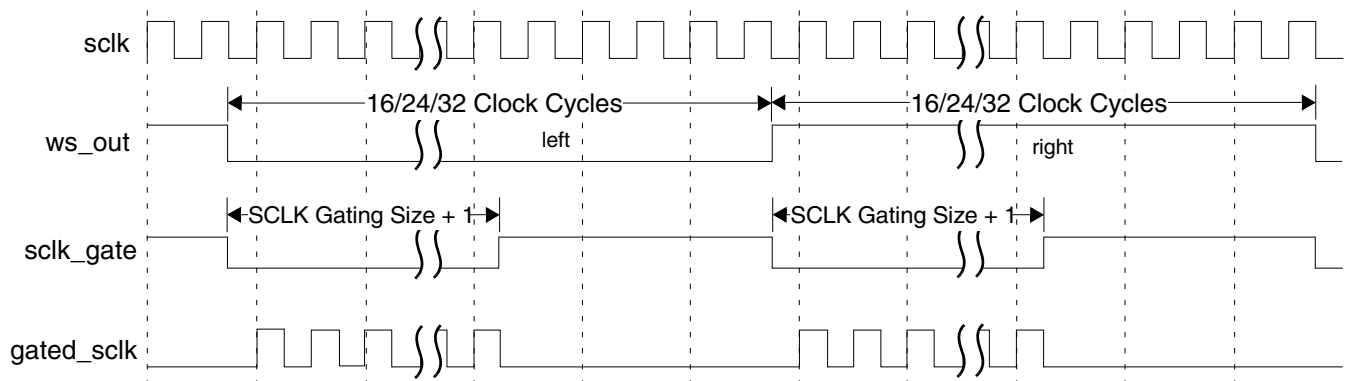 sclk
16/24/32 Clock Cycles 16/24/32 Clock Cycles
ws_out left right
SCLK Gating Size + 1 SCLK Gating Size + 1
sclk_gate
gated_sclk